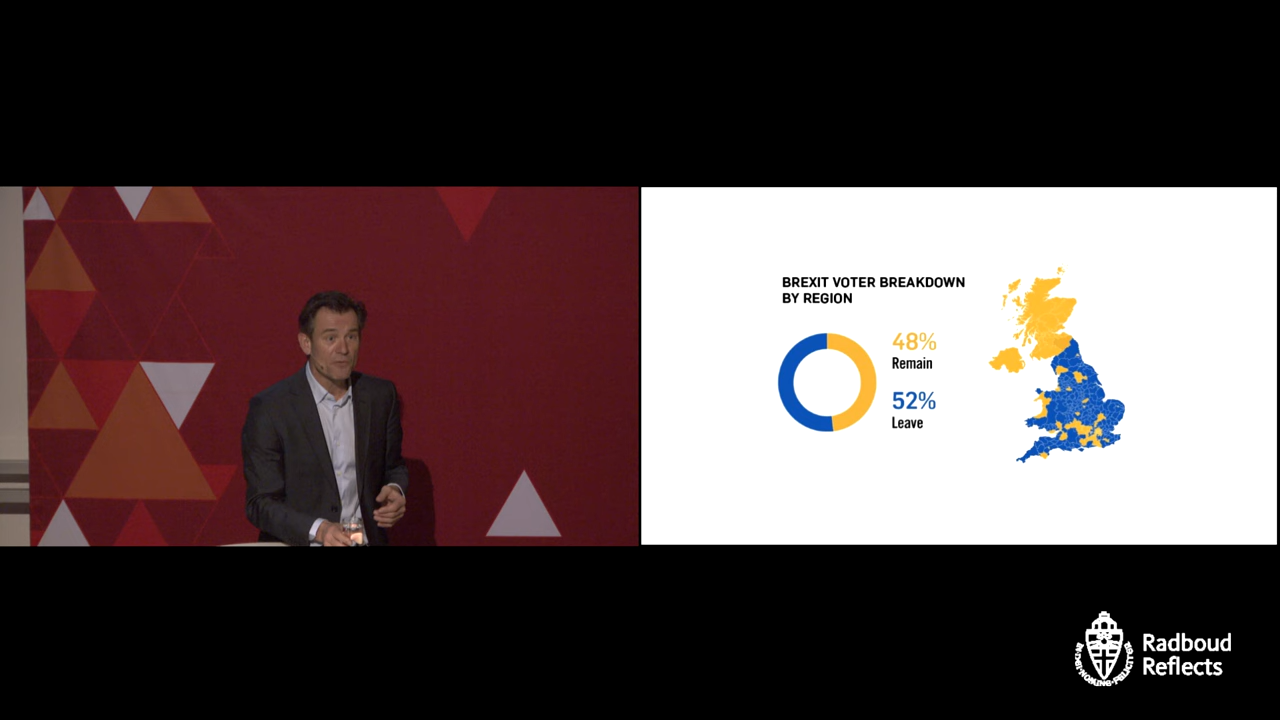 BREXIT VOTER BREAKDOWN
BY REGION
48%
Remain
52%
Leave
Radboud
Reflects